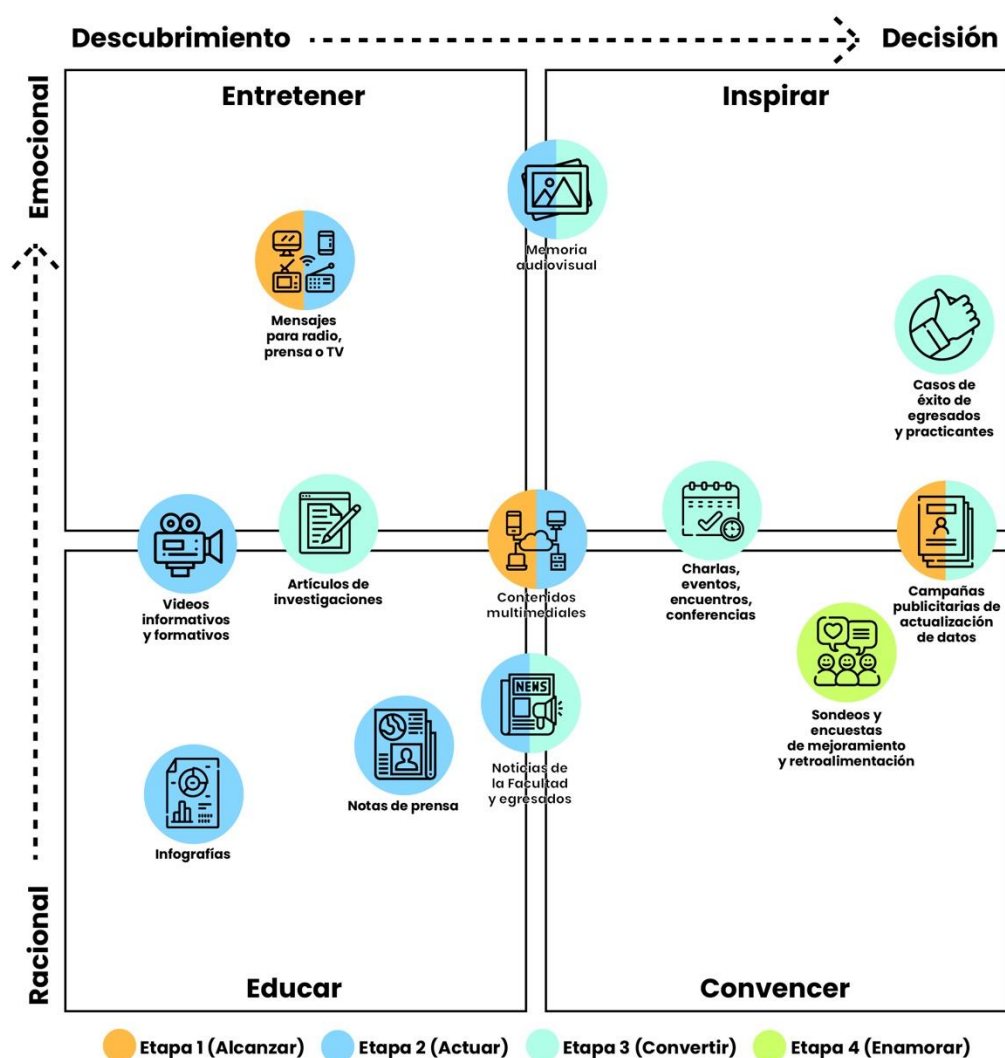 Descubrimiento
Decisión
Emocional
Racional
Entretener
Inspirar
Memoria
audiovisual
Mensajes
para radio,
prensa o TV
Casos de
éxito de
egresados
y practicantes
Videos
informativos
y formativos
Artículos de
investigaciones
Contenidos
multimediales
Charlas,
eventos,
encuentros,
conferencias
Campañas
publicitarias de
actualización
de datos
Sondeos y
encuestas
de mejoramiento
y retroalimentación
NEWS
Noticias de
la Facultad
y egresados
Notas de prensa
Infografías
Educar
Convencer
Etapa 1 (Alcanzar)
Etapa 2 (Actuar)
Etapa 3 (Convertir)
Etapa 4 (Enamorar)